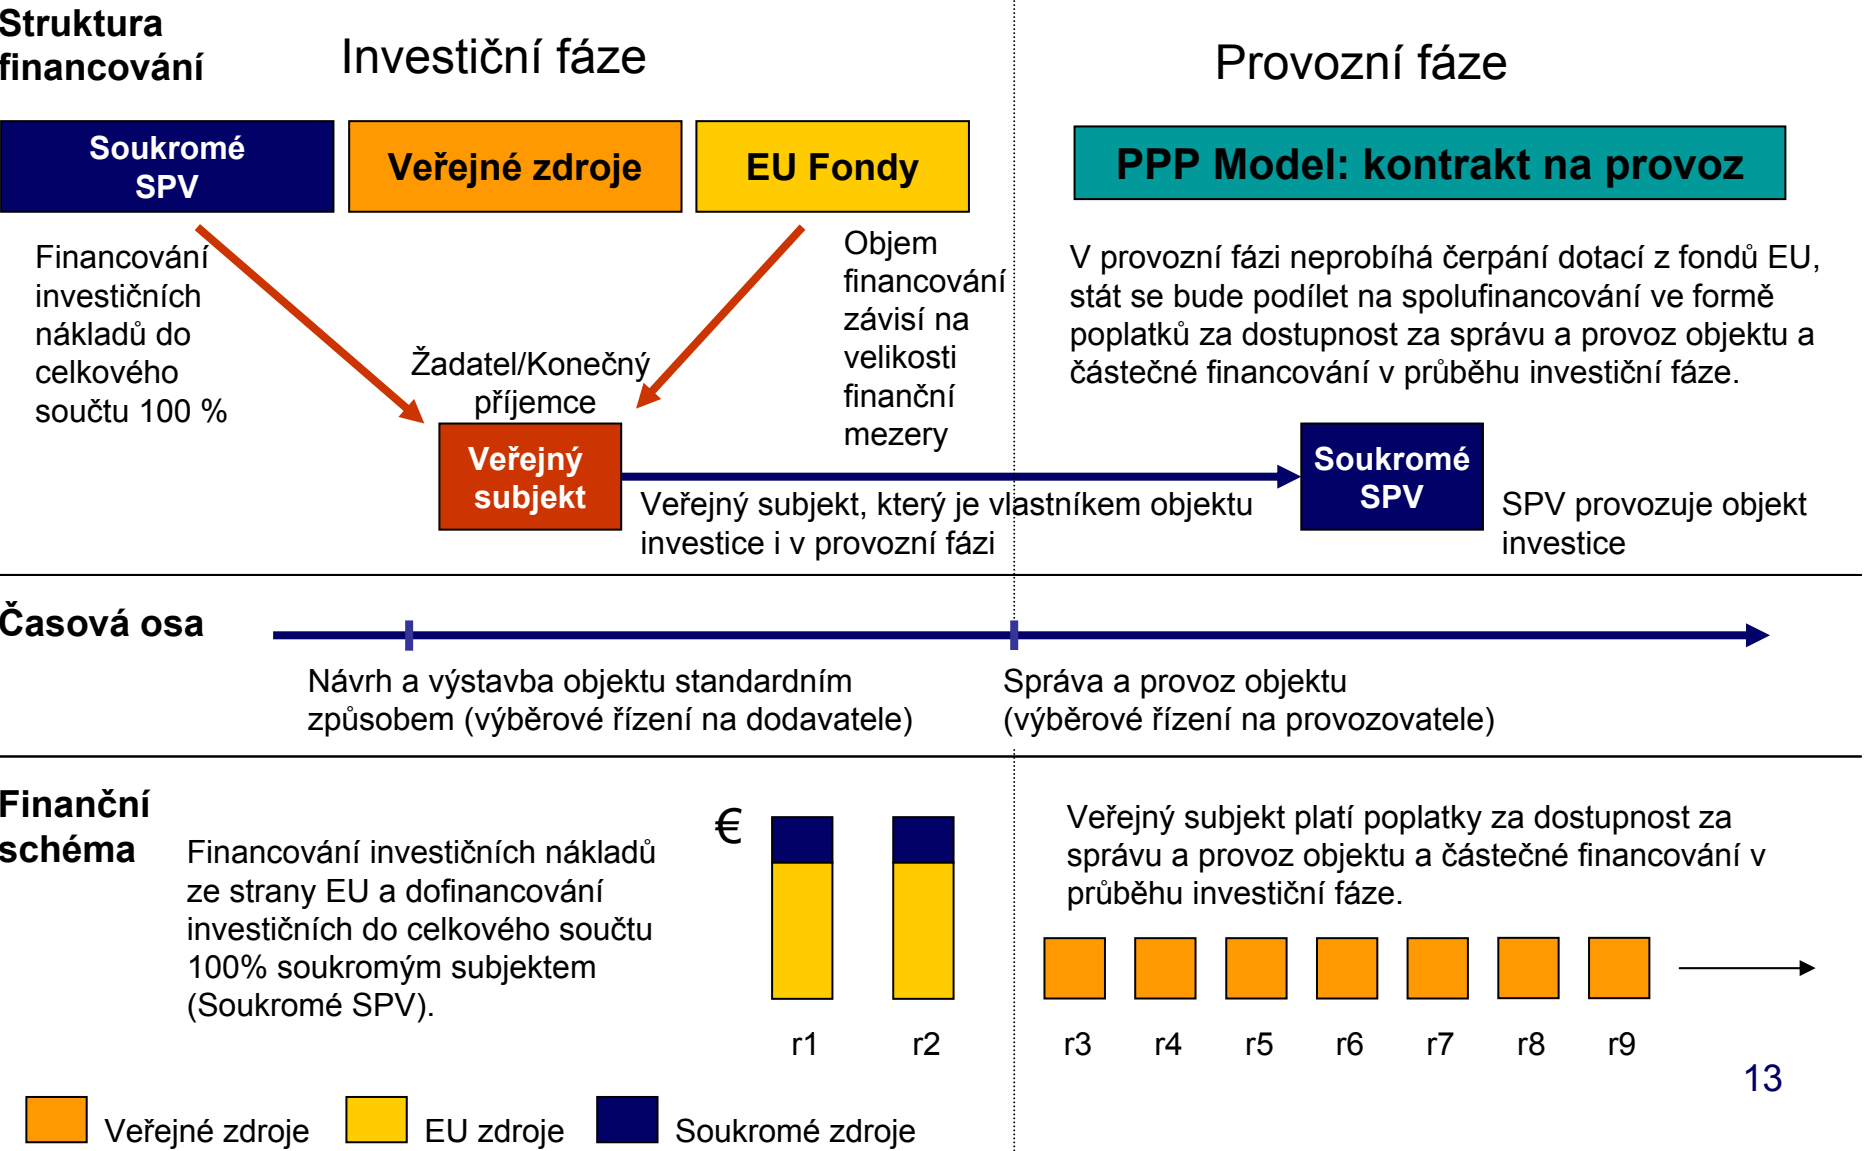 Struktura
financování
Investiční fáze
Provozní fáze
Soukromé
SPV
Veřejné zdroje
EU Fondy
PPP Model: kontrakt na provoz
Financování
investičních
nákladů do
celkového
součtu 100 %
Objem
financování
závisí na
velikosti
finanční
mezery
V provozní fázi neprobíhá čerpání dotací z fondů EU,
stát se bude podílet na spolufinancování ve formě
poplatků za dostupnost za správu a provoz objektu a
částečné financování v průběhu investiční fáze.
Žadatel/Konečný
příjemce
Veřejný
subjekt
Veřejný subjekt, který je vlastníkem objektu
investice i v provozní fázi
Soukromé
SPV
SPV provozuje objekt
investice
Časová osa
Návrh a výstavba objektu standardním
způsobem (výběrové řízení na dodavatele)
Správa a provoz objektu
(výběrové řízení na provozovatele)
Finanční
schéma
Financování investičních nákladů
ze strany EU a dofinancování
investičních do celkového součtu
100% soukromým subjektem
(Soukromé SPV).
€
r1 r2
Veřejný subjekt platí poplatky za dostupnost za
správu a provoz objektu a částečné financování v
průběhu investiční fáze.
r3 r4 r5 r6 r7 r8 r9
13
Veřejné zdroje EU zdroje Soukromé zdroje